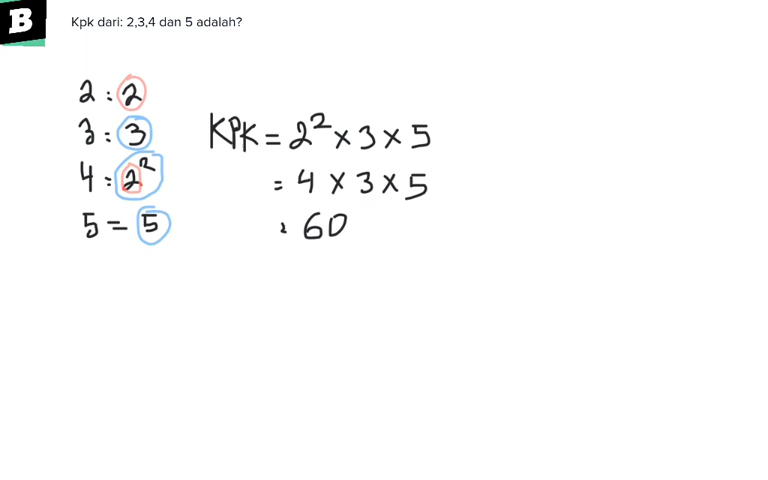 B
Kpk dari: 2,3,4 dan 5 adalah?
2 : 2
3 : 3
4 = 2²
5 = 5
KPK = 2² × 3 × 5
= 4 × 3 × 5
: 60